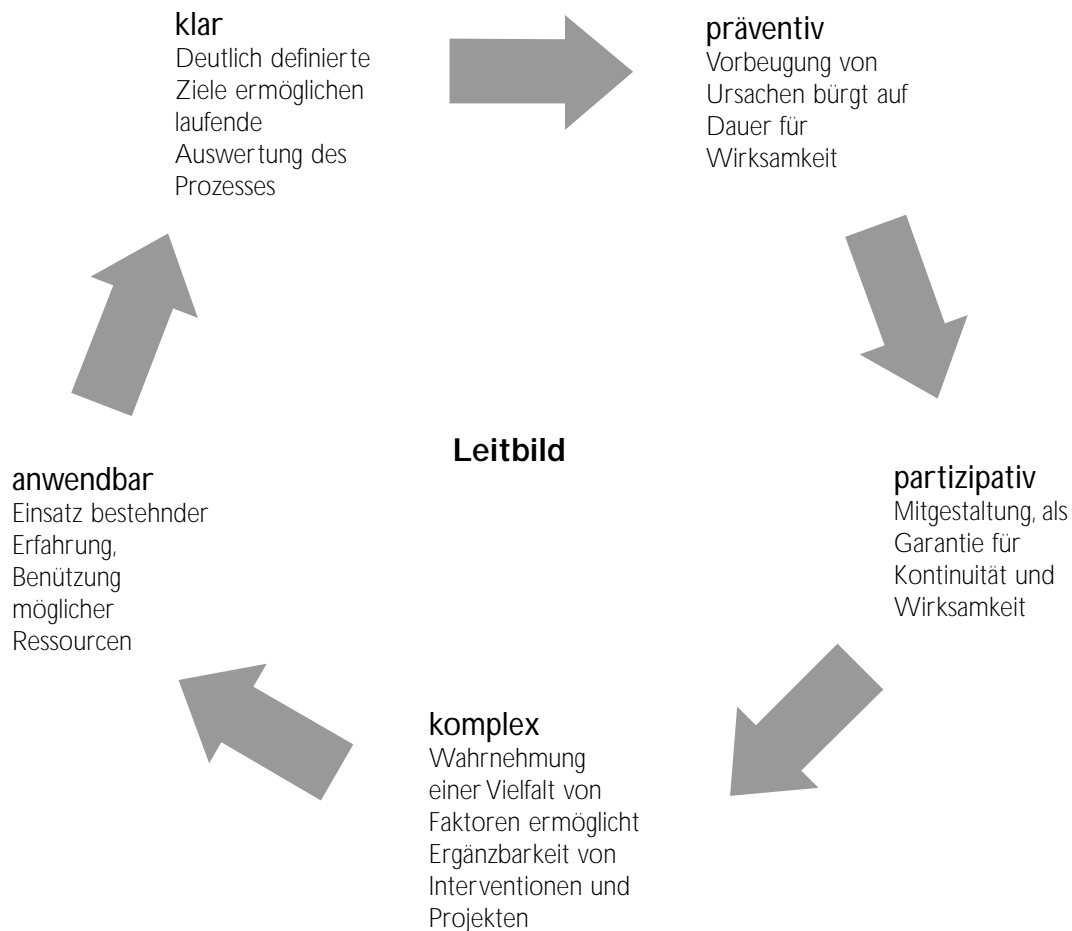 klar
Deutlich definierte
Ziele ermöglichen
laufende
Auswertung des
Prozesses
präventiv
Vorbeugung von
Ursachen bürgt auf
Dauer für
Wirksamkeit
Leitbild
anwendbar
Einsatz bestehnder
Erfahrung,
Benützung
möglicher
Ressourcen
partizipativ
Mitgestaltung, als
Garantie für
Kontinuität und
Wirksamkeit
komplex
Wahrnehmung
einer Vielfalt von
Faktoren ermöglicht
Ergänzbarkeit von
Interventionen und
Projekten